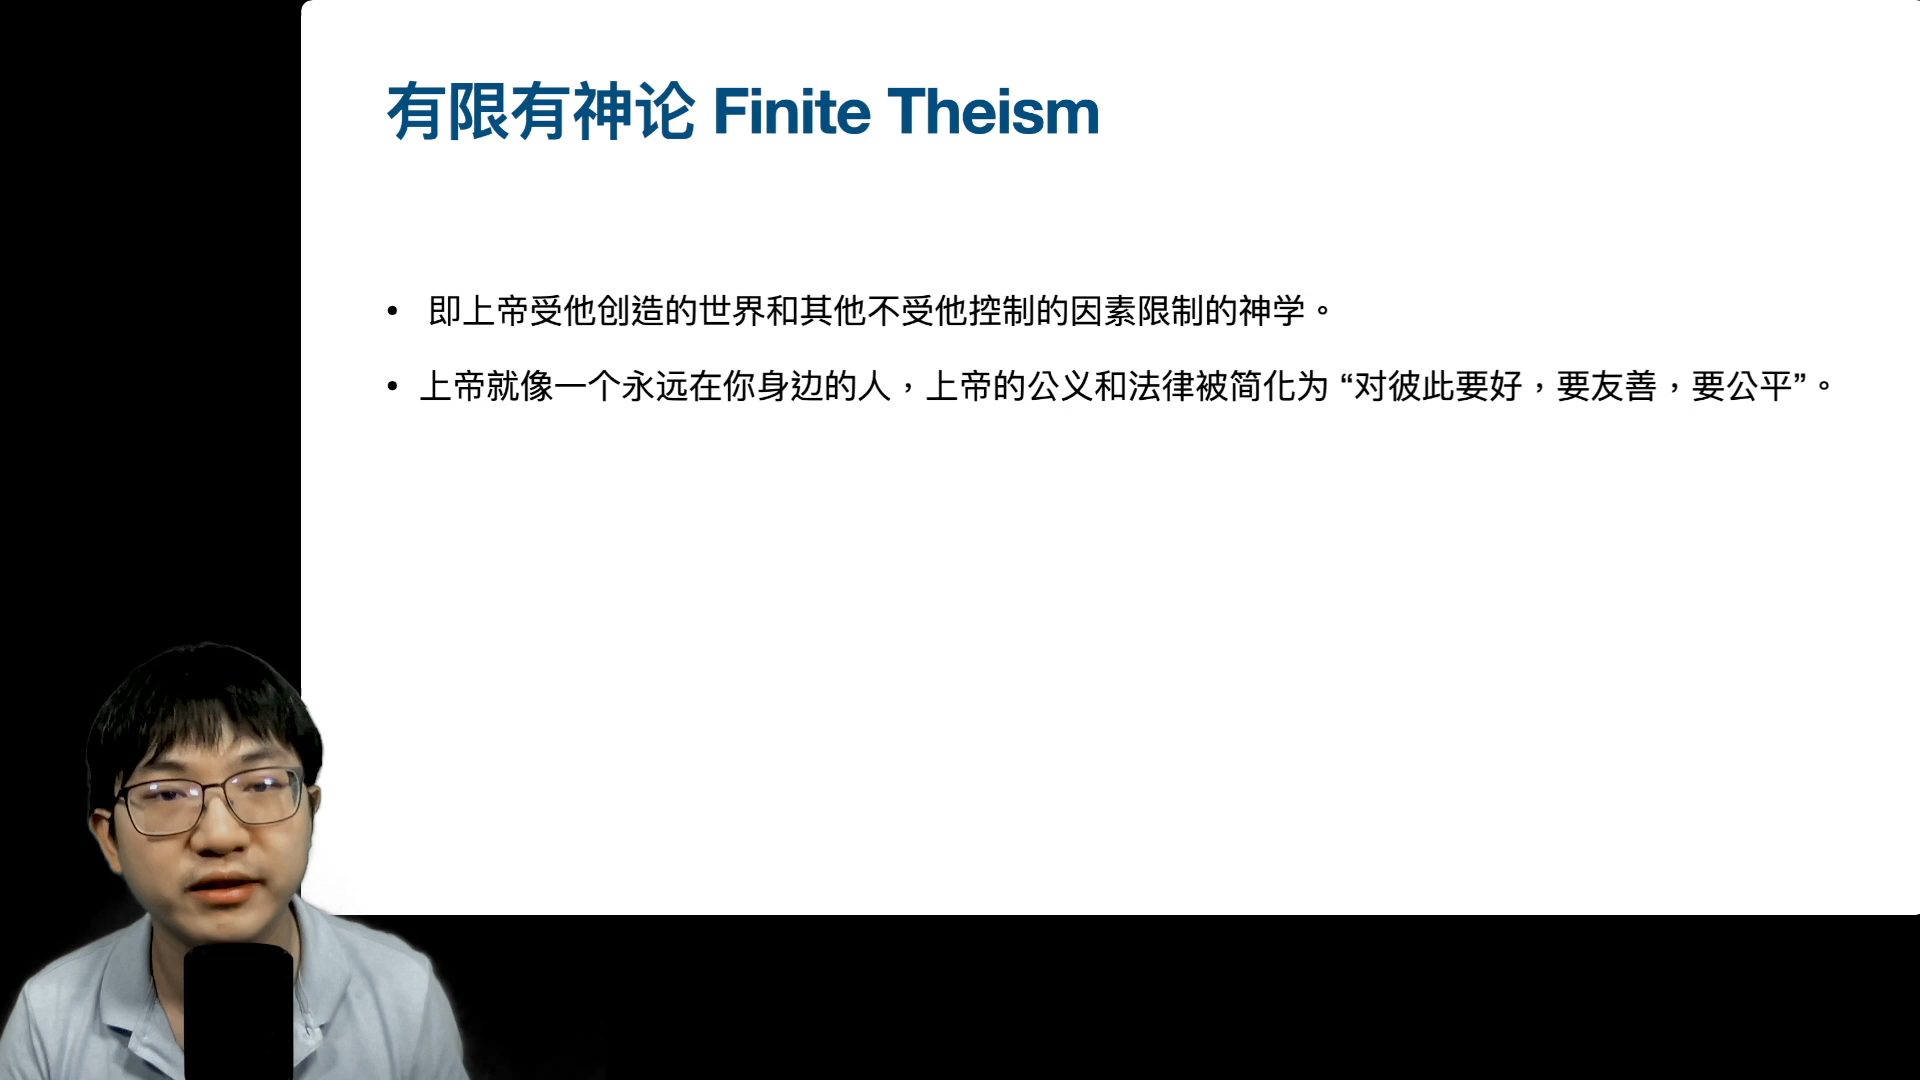 有限有神论 Finite Theism
• 即上帝受他创造的世界和其他不受他控制的因素限制的神学。
• 上帝就像一个永远在你身边的人，上帝的公义和法律被简化为 “对彼此要好，要友善，要公平”。